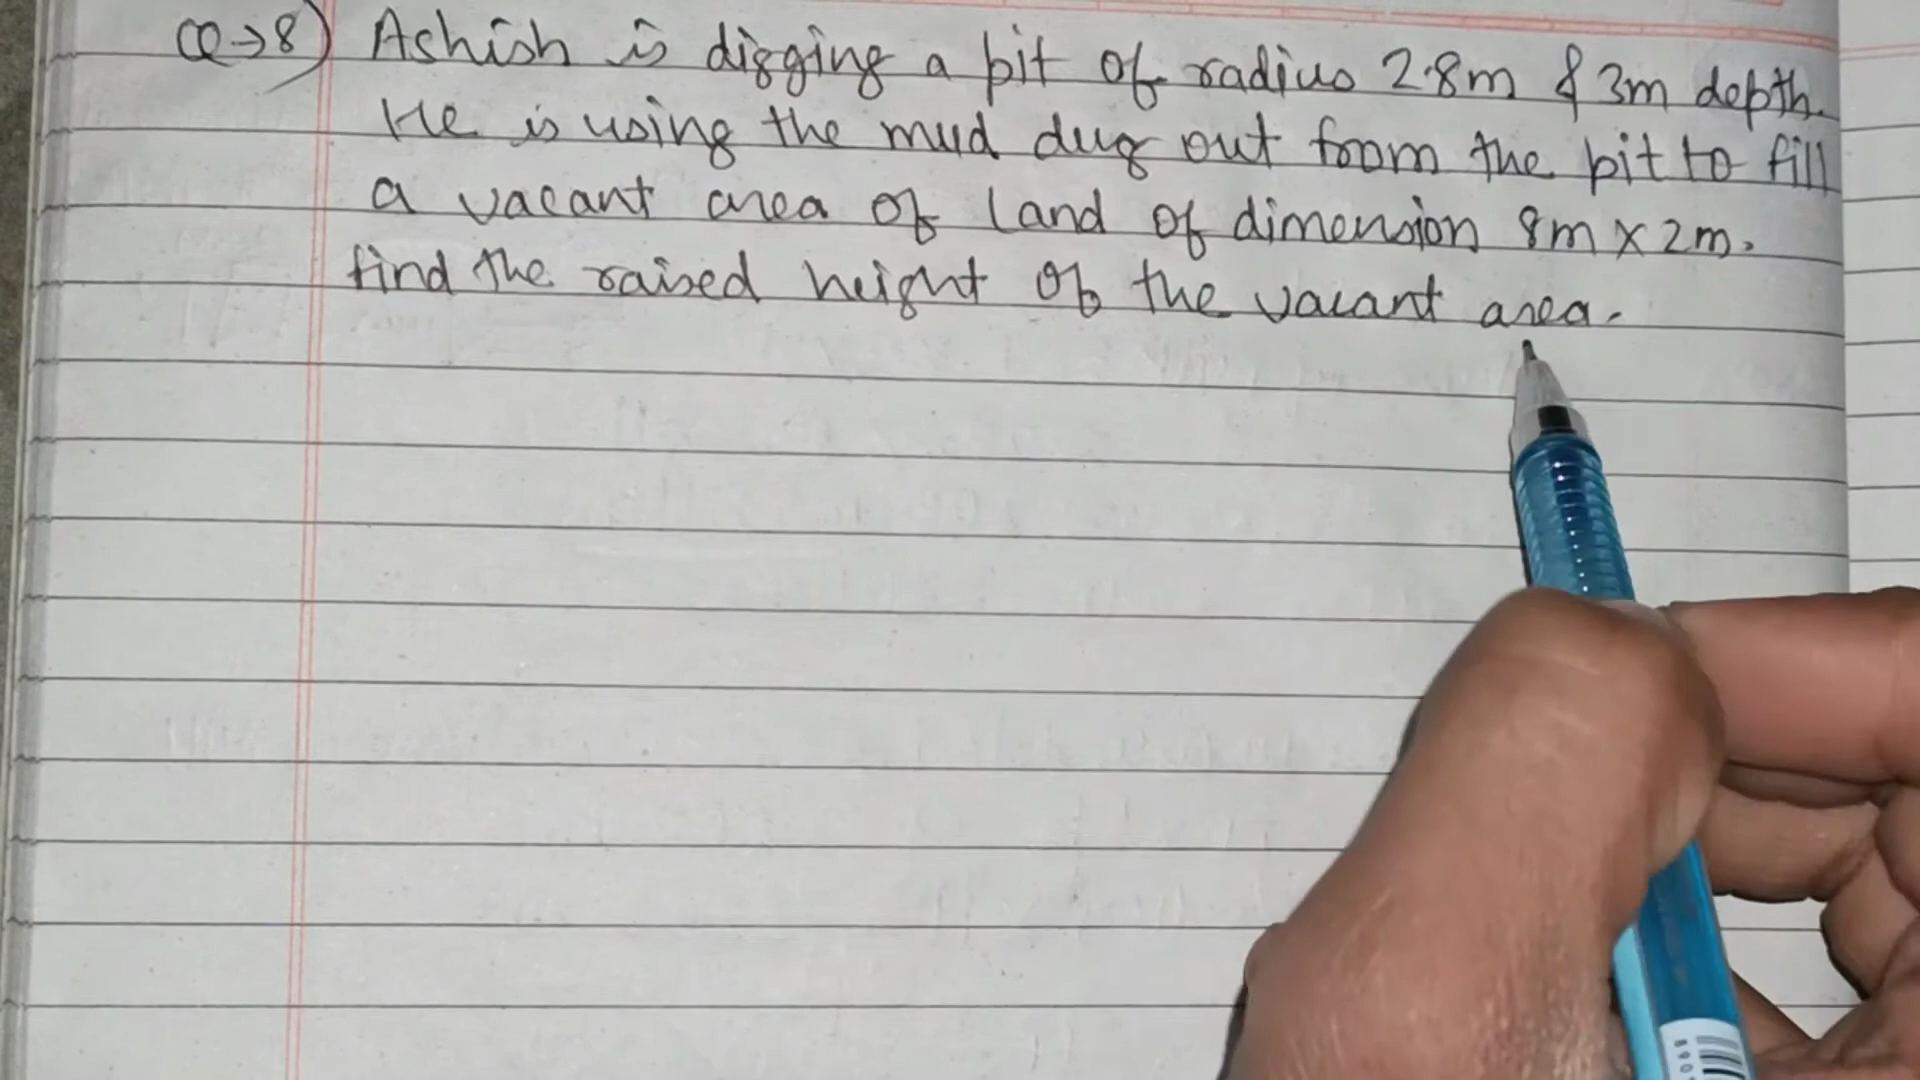 Q→8) Ashish is digging a pit of radius 2.8m & 3m depth.
He is using the mud dug out from the pit to fill
a vacant area of land of dimension 8m x 2m.
find the raised height of the vacant area.